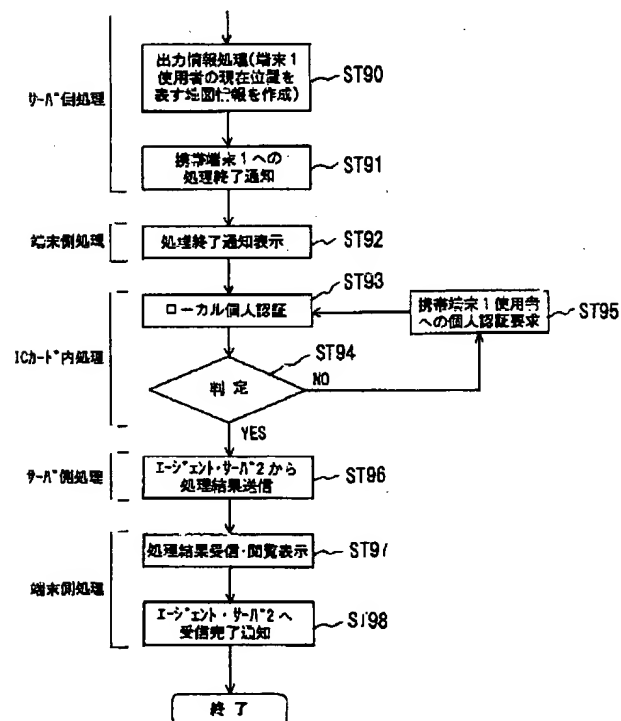 出力情報処理(端末1
使用者の現在位置を
表す地図情報を作成)
ST90
サーバ側処理
携帯端末1への
処理終了通知
ST91
端末側処理
処理終了通知表示
ST92
ST93
ローカル個人認証
携帯端末1使用者
への個人認証要求
ST95
ICカード内処理
ST94
判定
NO
YES
サーバ側処理
エージェント・サーバ2から
処理結果送信
ST96
処理結果受信・閲覧表示
ST97
端末側処理
エージェント・サーバ2へ
受信完了通知
ST98
終了